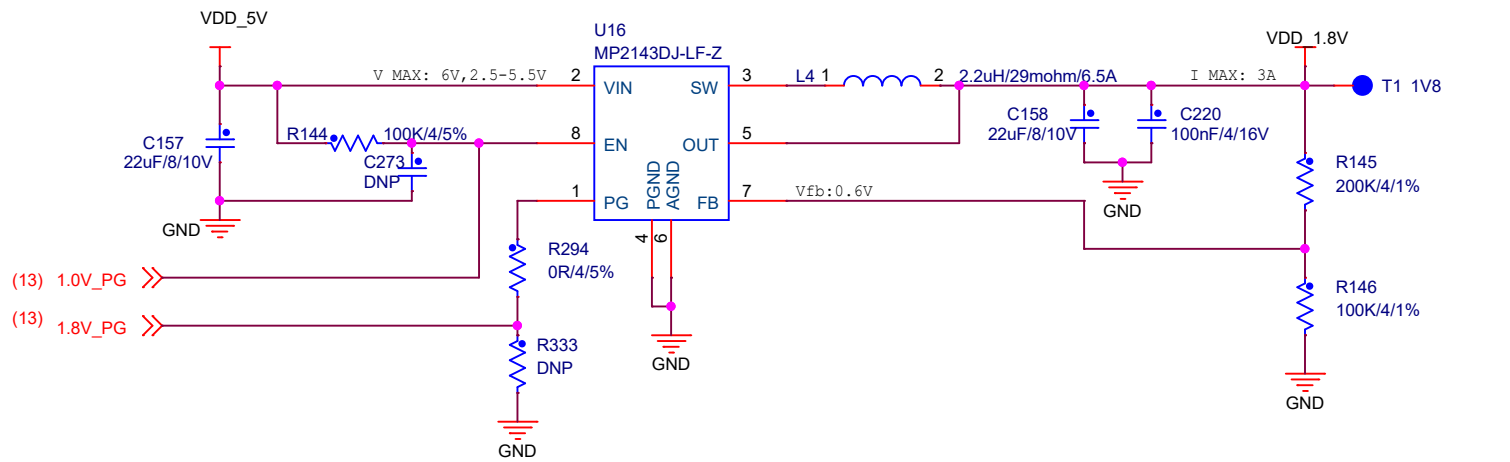 VDD_5V
U16
MP2143DJ-LF-Z
VDD_1.8V
V MAX: 6V,2.5-5.5V
2
VIN
SW
3
L4
1
2
2.2uH/29mohm/6.5A
I MAX: 3A
T1 1V8
C157
22uF/8/10V
R144
100K/4/5%
8
EN
OUT
5
C158
22uF/8/10V
C220
100nF/4/16V
C273
DNP
1
PG
PGND
AGND
FB
7
Vfb:0.6V
R145
200K/4/1%
GND
GND
4
6
R294
0R/4/5%
(13) 1.0V_PG
R146
100K/4/1%
(13) 1.8V_PG
R333
DNP
GND
GND
GND